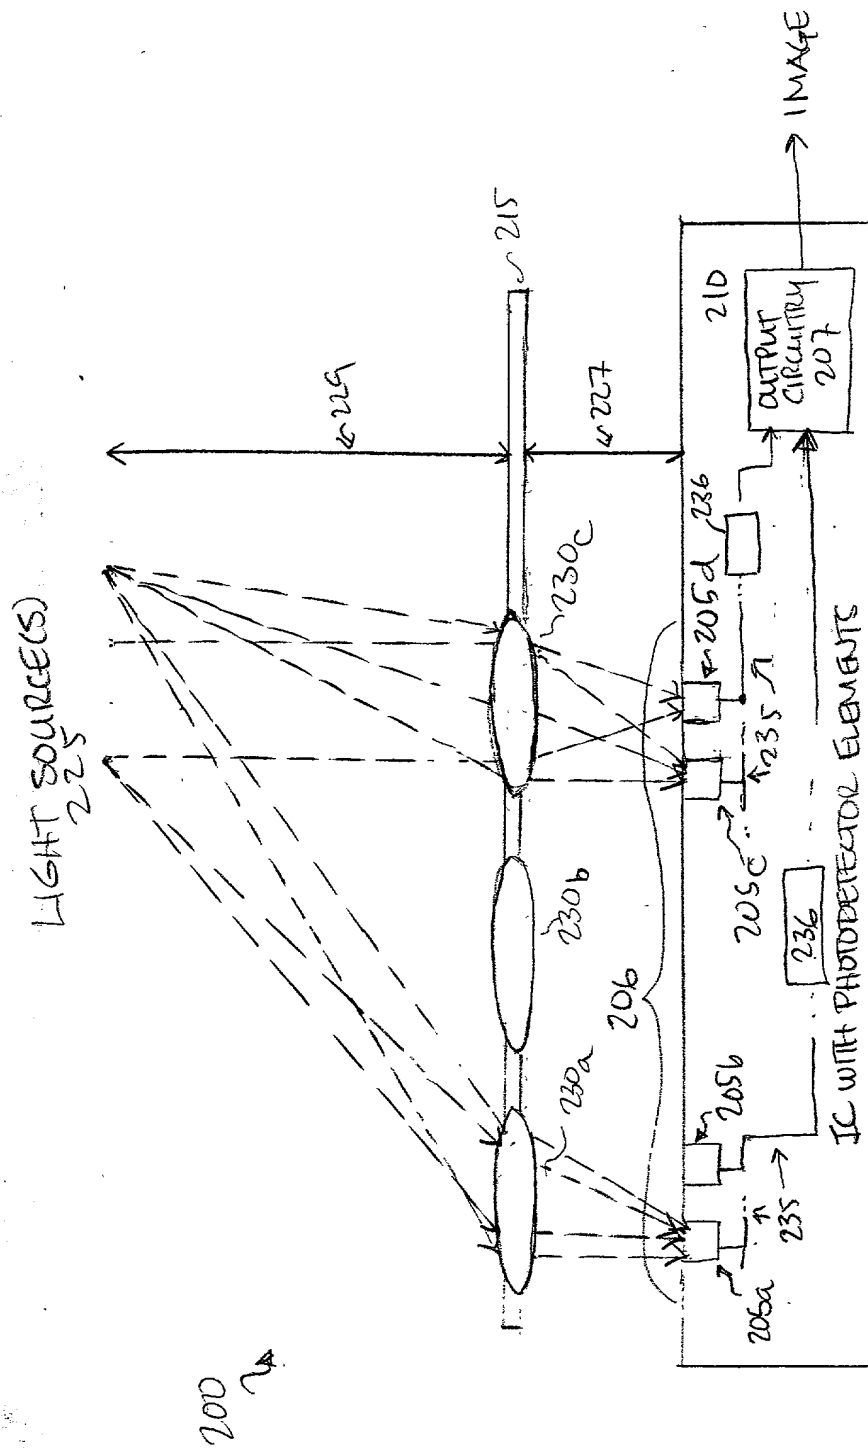 200
LIGHT SOURCE(S)
225
229
215
230a
230b
230c
227
206
205a
205b
205c
205d
235
235
236
236
210
OUTPUT
CIRCUITRY
207
IMAGE
IC WITH PHOTODETECTOR ELEMENTS